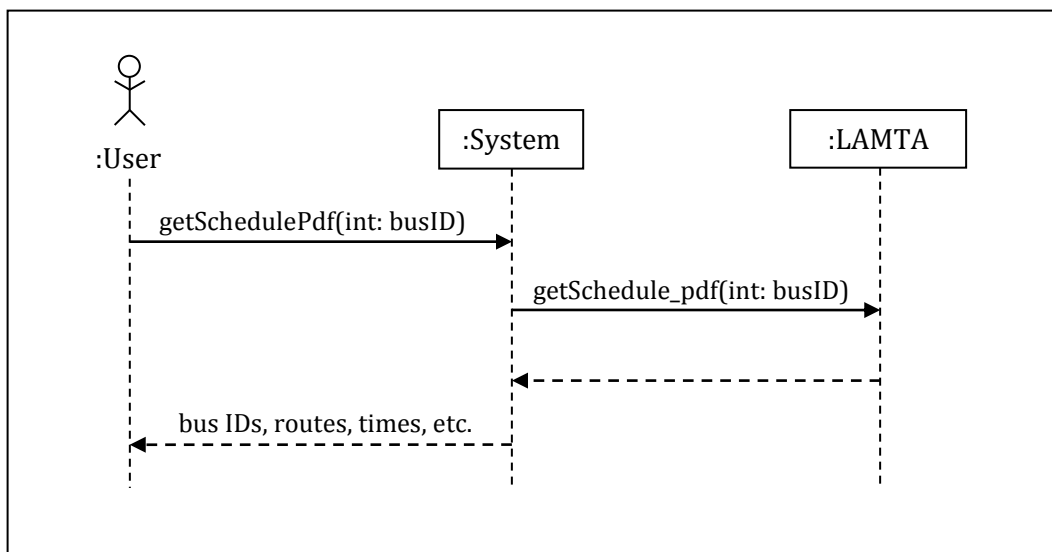 :User
:System
:LAMTA
getSchedulePdf(int: busID)
getSchedule_pdf(int: busID)
bus IDs, routes, times, etc.